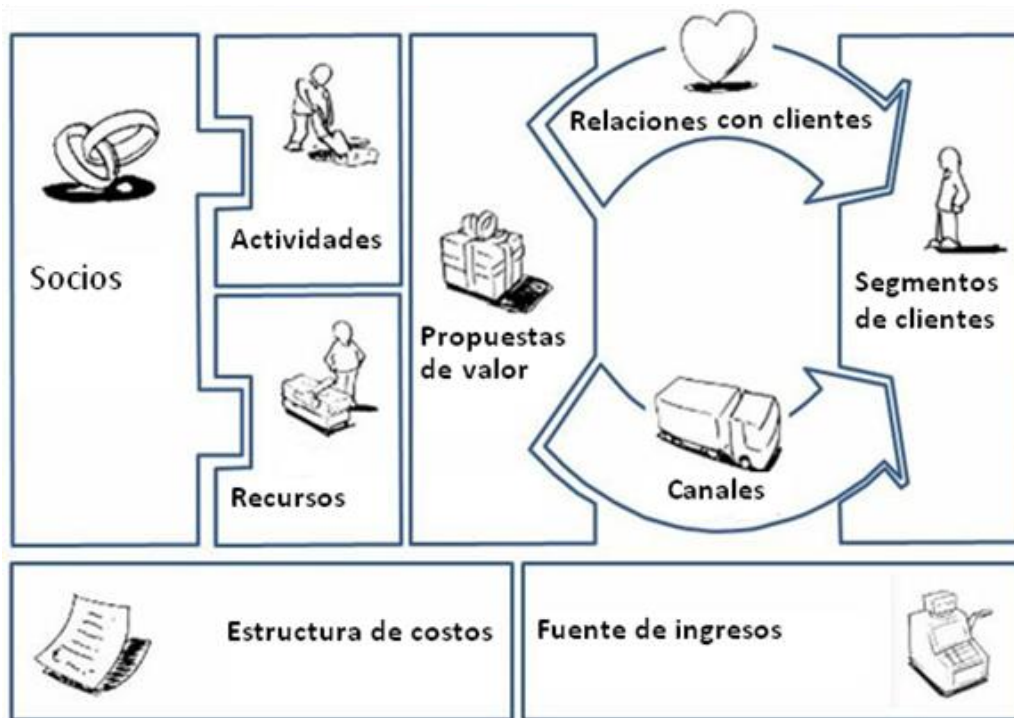 Relaciones con clientes
Actividades
Socios
Segmentos
de clientes
Propuestas
de valor
Recursos
Canales
Estructura de costos
Fuente de ingresos